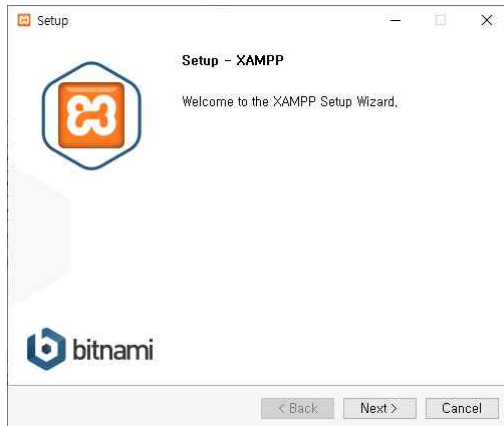 Setup
Setup - XAMPP
Welcome to the XAMPP Setup Wizard.
bitnami
< Back
Next >
Cancel